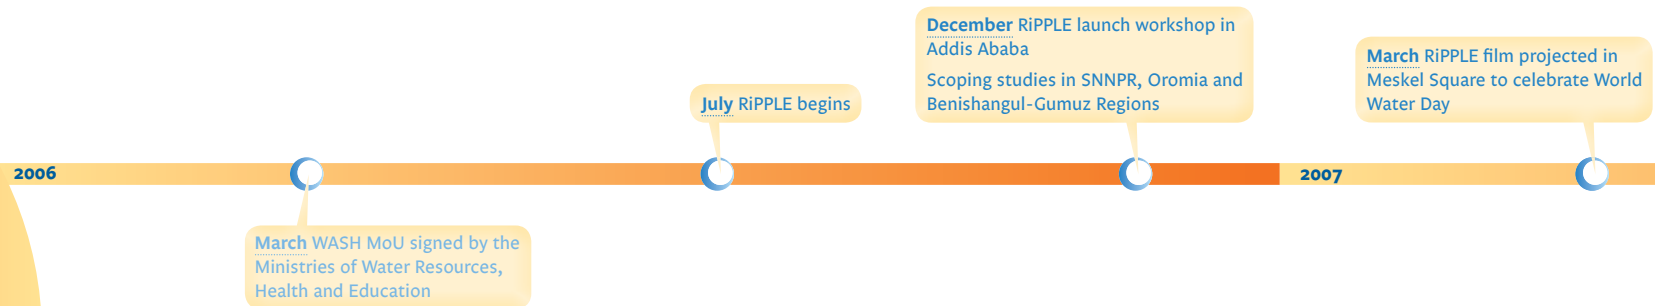 December RiPPLE launch workshop in
Addis Ababa
Scoping studies in SNNPR, Oromia and
Benishangul-Gumuz Regions
March RiPPLE film projected in
Meskel Square to celebrate World
Water Day
July RiPPLE begins
2006
2007
March WASH MoU signed by the
Ministries of Water Resources,
Health and Education